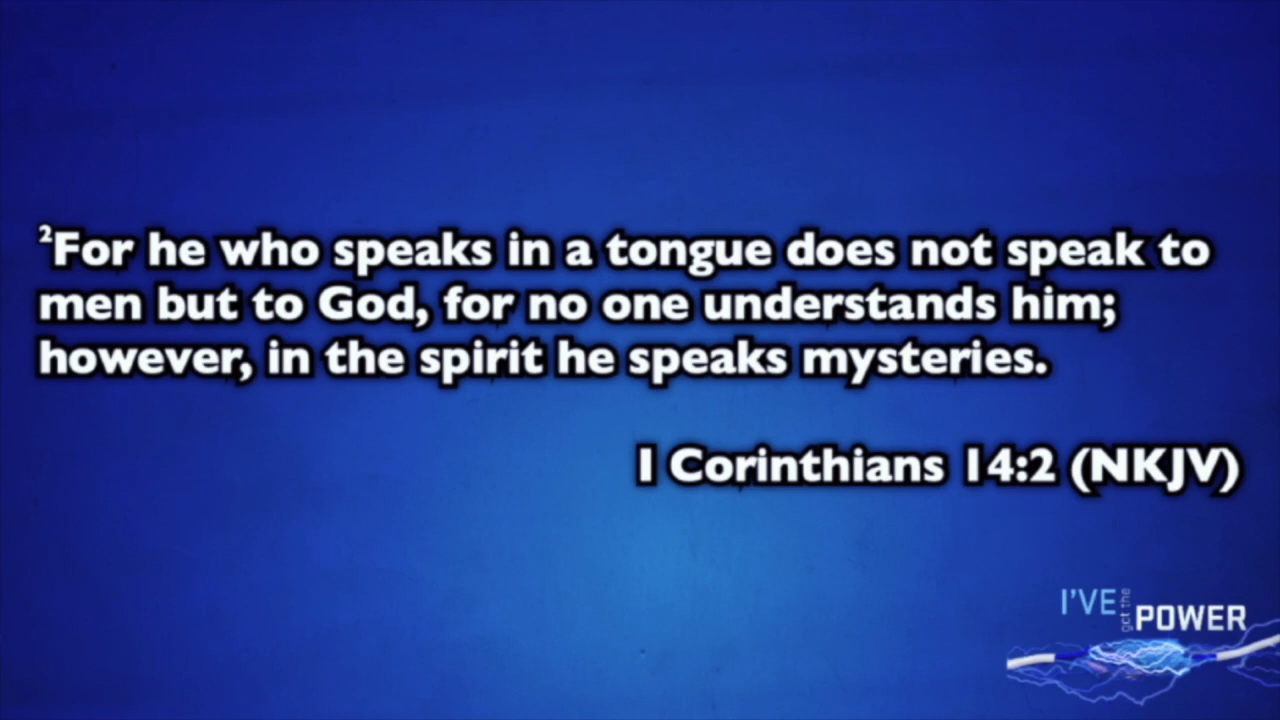 ²For he who speaks in a tongue does not speak to
men but to God, for no one understands him;
however, in the spirit he speaks mysteries.
I Corinthians 14:2 (NKJV)
I'VE got the POWER